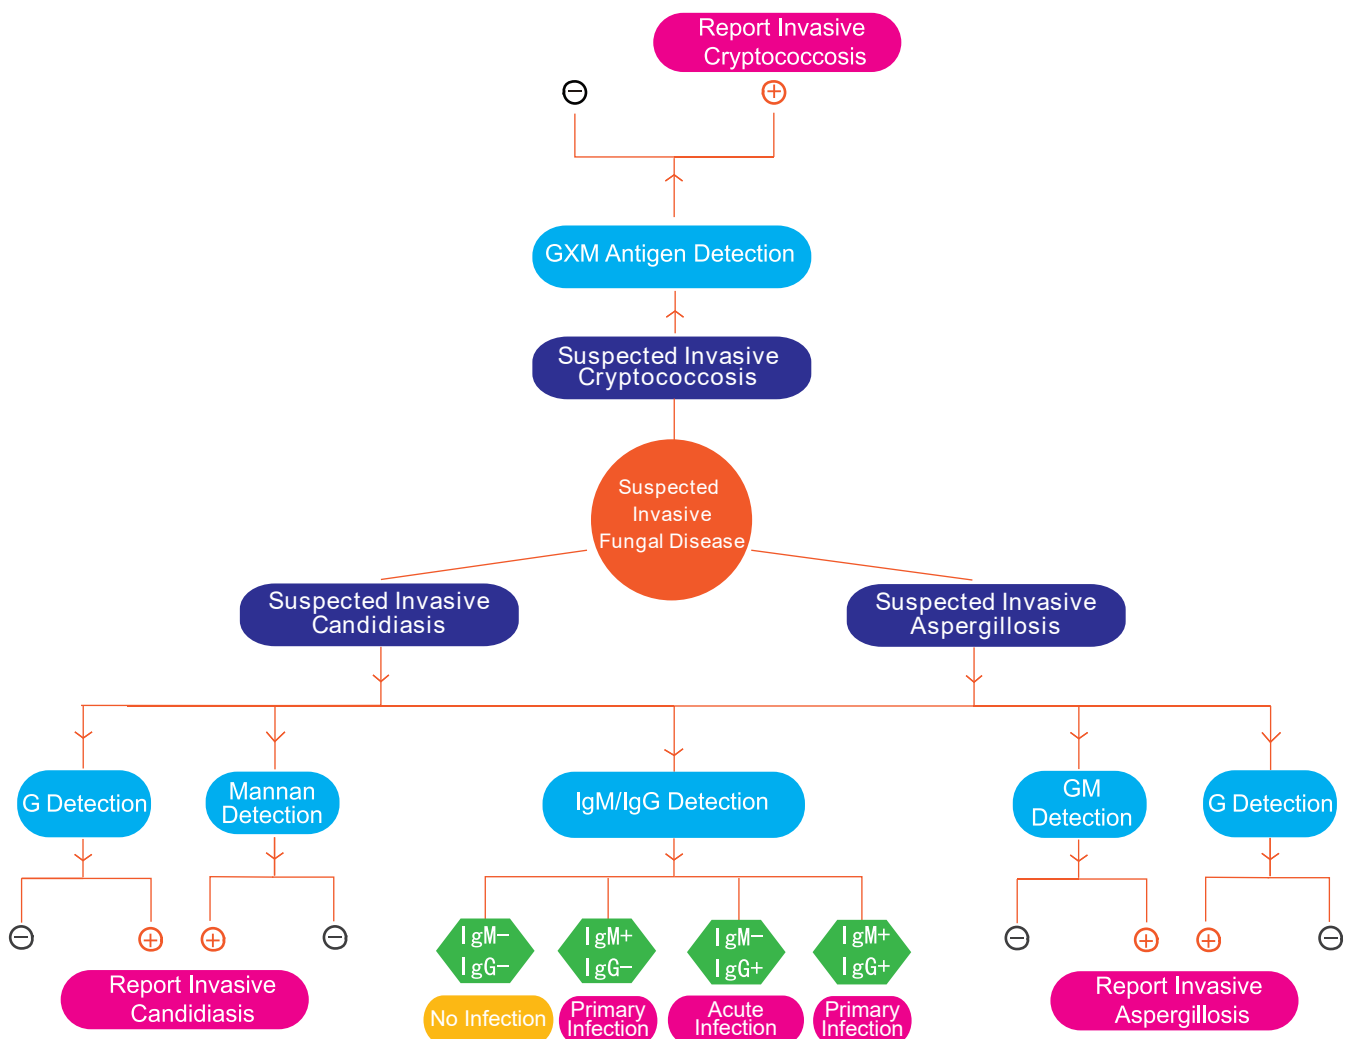 Report Invasive
Cryptococcosis
GXM Antigen Detection
Suspected Invasive
Cryptococcosis
Suspected
Invasive
Fungal Disease
Suspected Invasive
Candidiasis
Suspected Invasive
Aspergillosis
G Detection
Mannan
Detection
IgM/IgG Detection
GM
Detection
G Detection
IgM−
IgG−
IgM+
IgG−
IgM−
IgG+
IgM+
IgG+
Report Invasive
Candidiasis
No Infection
Primary
Infection
Acute
Infection
Primary
Infection
Report Invasive
Aspergillosis